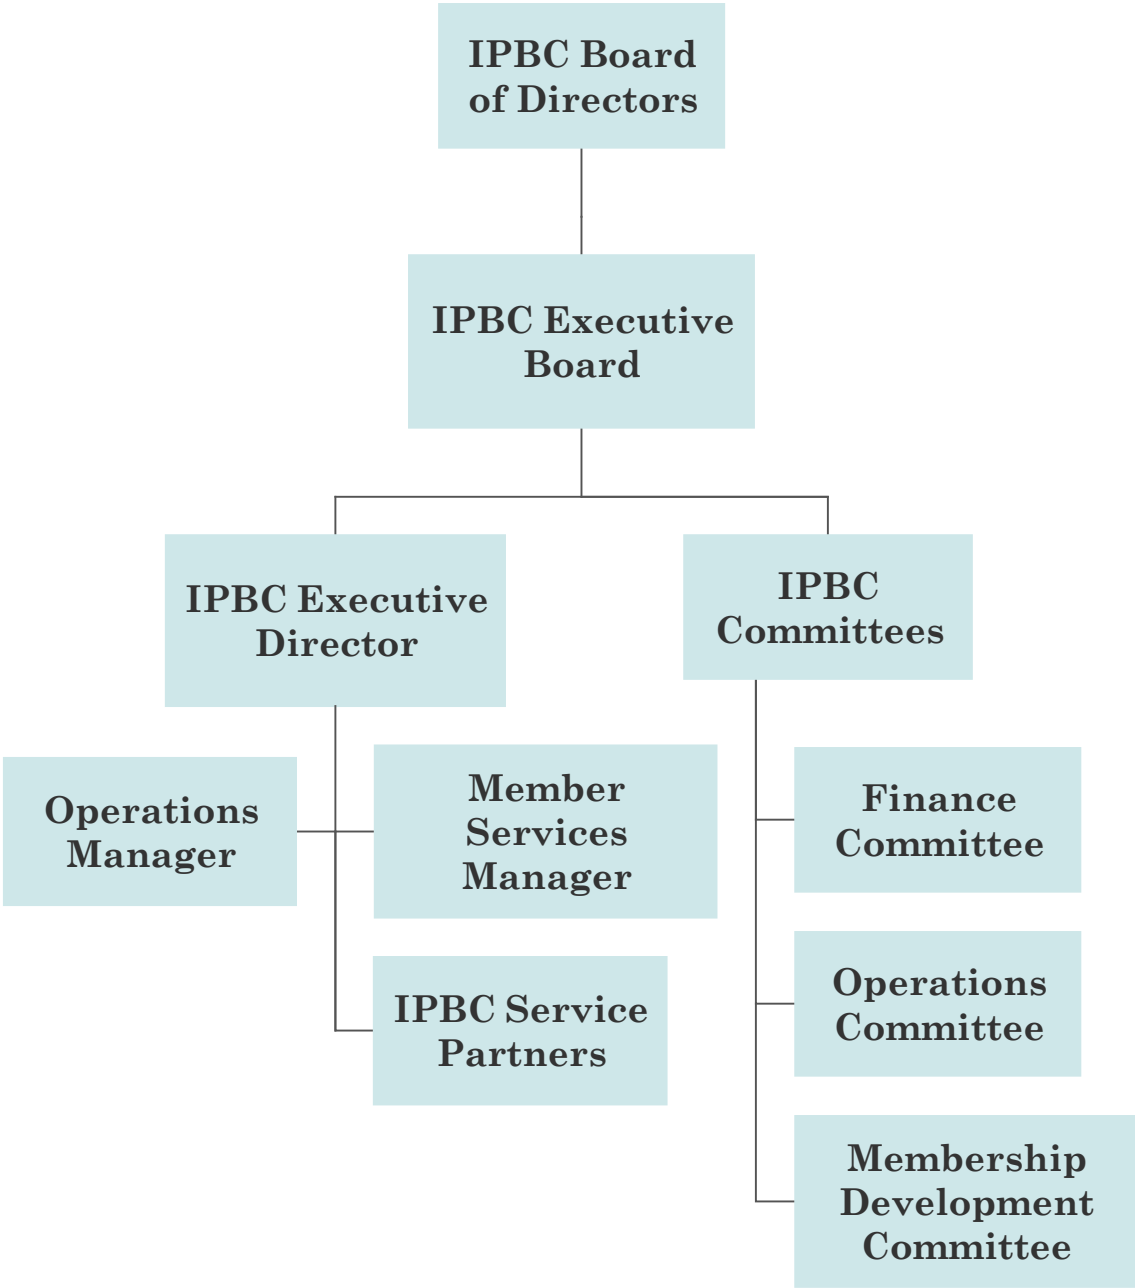 IPBC Board
of Directors
IPBC Executive
Board
IPBC Executive
Director
IPBC
Committees
Operations
Manager
Member
Services
Manager
Finance
Committee
IPBC Service
Partners
Operations
Committee
Membership
Development
Committee